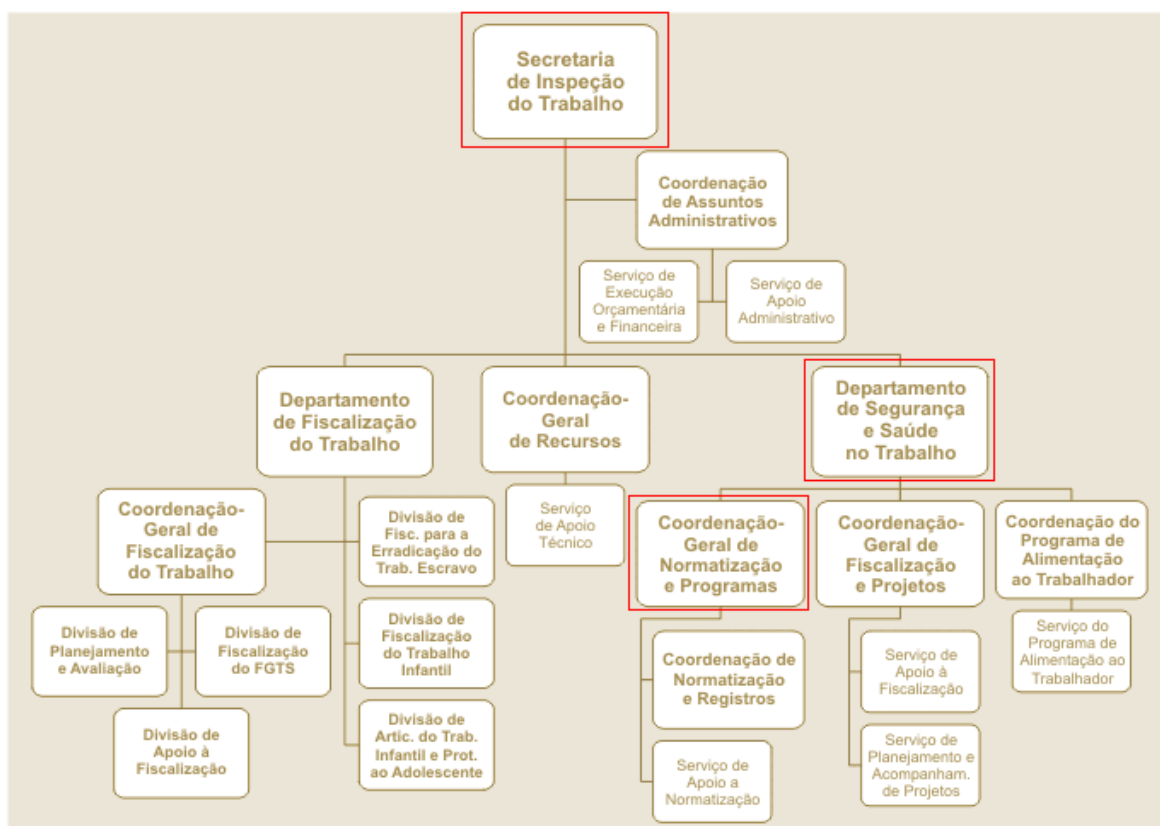 Secretaria
de Inspeção
do Trabalho
Coordenação
de Assuntos
Administrativos
Serviço de
Execução
Orçamentária
e Financeira
Serviço de
Apoio
Administrativo
Departamento
de Fiscalização
do Trabalho
Coordenação-
Geral
de Recursos
Departamento
de Segurança
e Saúde
no Trabalho
Coordenação-
Geral de
Fiscalização
do Trabalho
Divisão de
Fisc. para a
Erradicação do
Trab. Escravo
Serviço
de Apoio
Técnico
Coordenação-
Geral de
Normatização
e Programas
Coordenação-
Geral de
Fiscalização
e Projetos
Coordenação do
Programa de
Alimentação
ao Trabalhador
Divisão de
Planejamento
e Avaliação
Divisão de
Fiscalização
do FGTS
Divisão de
Fiscalização
do Trabalho
Infantil
Coordenação de
Normatização
e Registros
Serviço de
Apoio à
Fiscalização
Serviço do
Programa de
Alimentação ao
Trabalhador
Divisão de
Apoio à
Fiscalização
Divisão de
Artic. do Trab.
Infantil e Prot.
ao Adolescente
Serviço de
Apoio a
Normatização
Serviço de
Planejamento e
Acompanham.
de Projetos